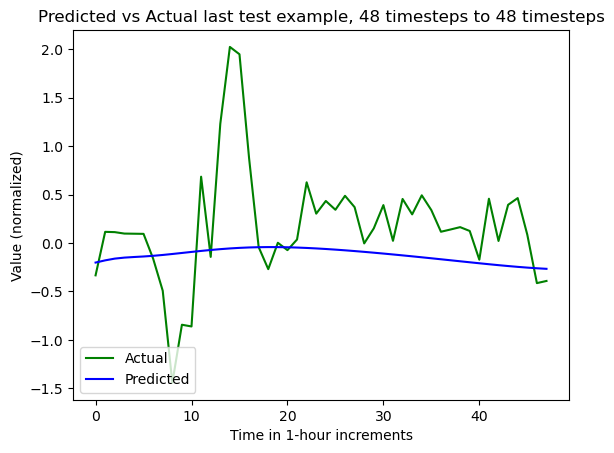 Predicted vs Actual last test example, 48 timesteps to 48 timesteps
Value (normalized)
2.0
1.5
1.0
0.5
0.0
−0.5
−1.0
−1.5
Actual
Predicted
0 10 20 30 40
Time in 1-hour increments